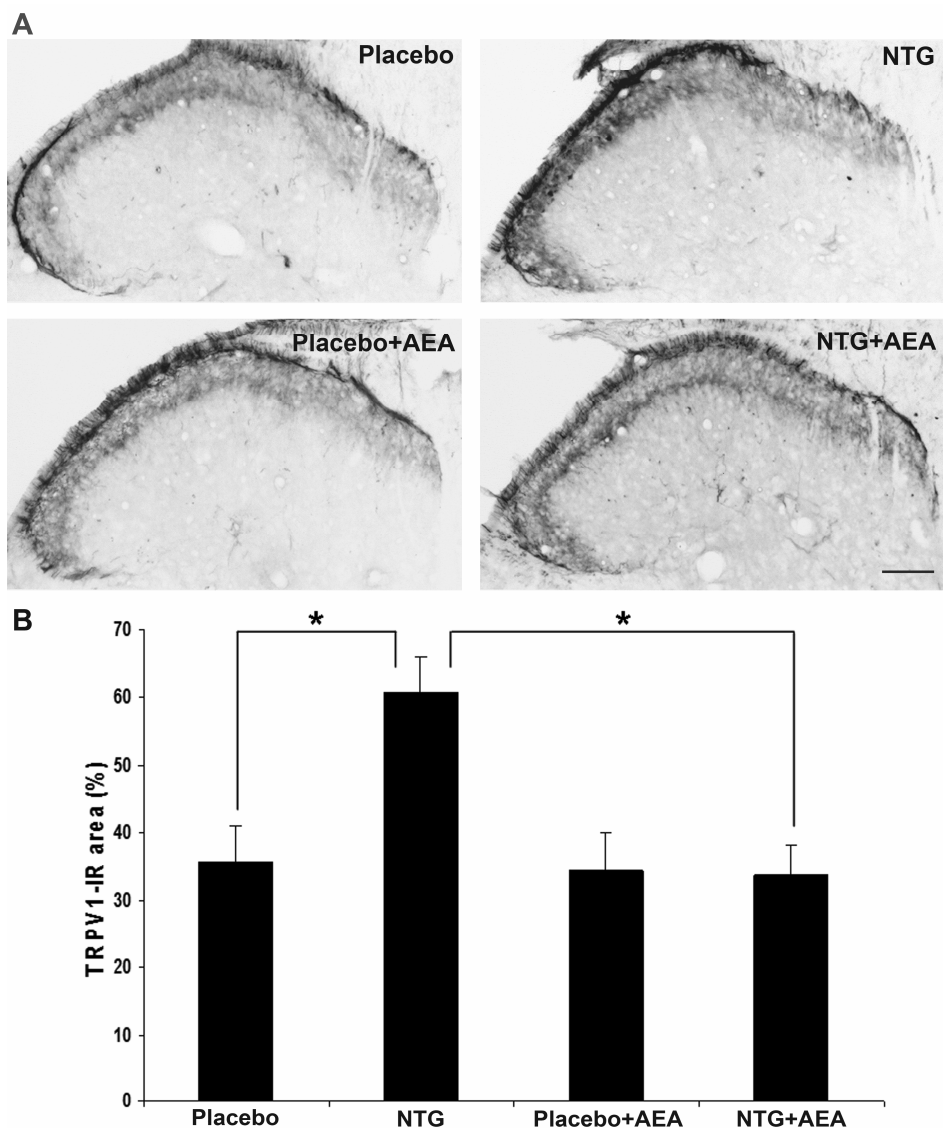 A
Placebo
NTG
Placebo+AEA
NTG+AEA
B
TRPV1-IR area (%)
70
60
50
40
30
20
10
0
*
*
Placebo
NTG
Placebo+AEA
NTG+AEA